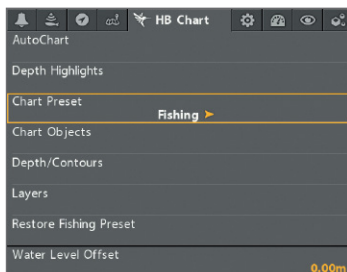 HB Chart
AutoChart
Depth Highlights
Chart Preset
Fishing
Chart Objects
Depth/Contours
Layers
Restore Fishing Preset
Water Level Offset
0.00m